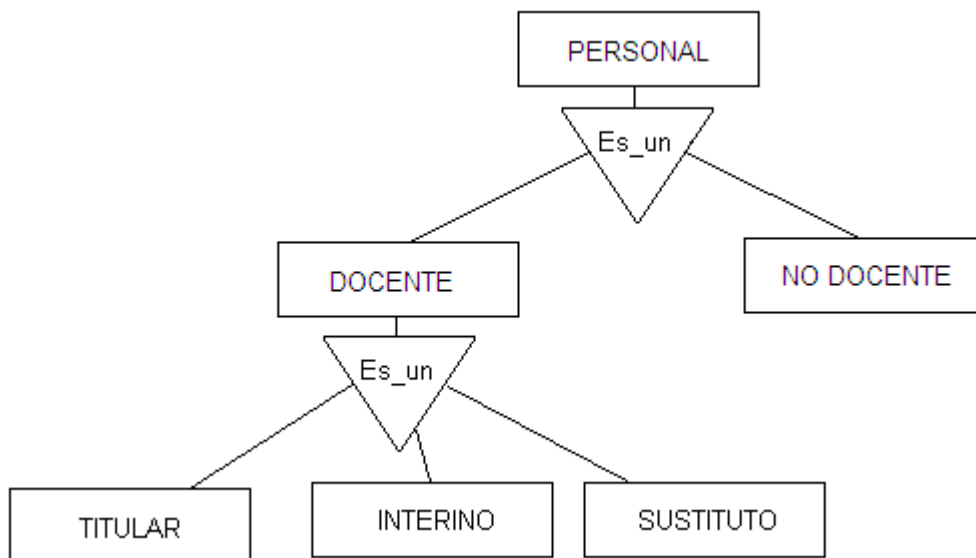 PERSONAL
Es_un
DOCENTE
NO DOCENTE
Es_un
TITULAR
INTERINO
SUSTITUTO